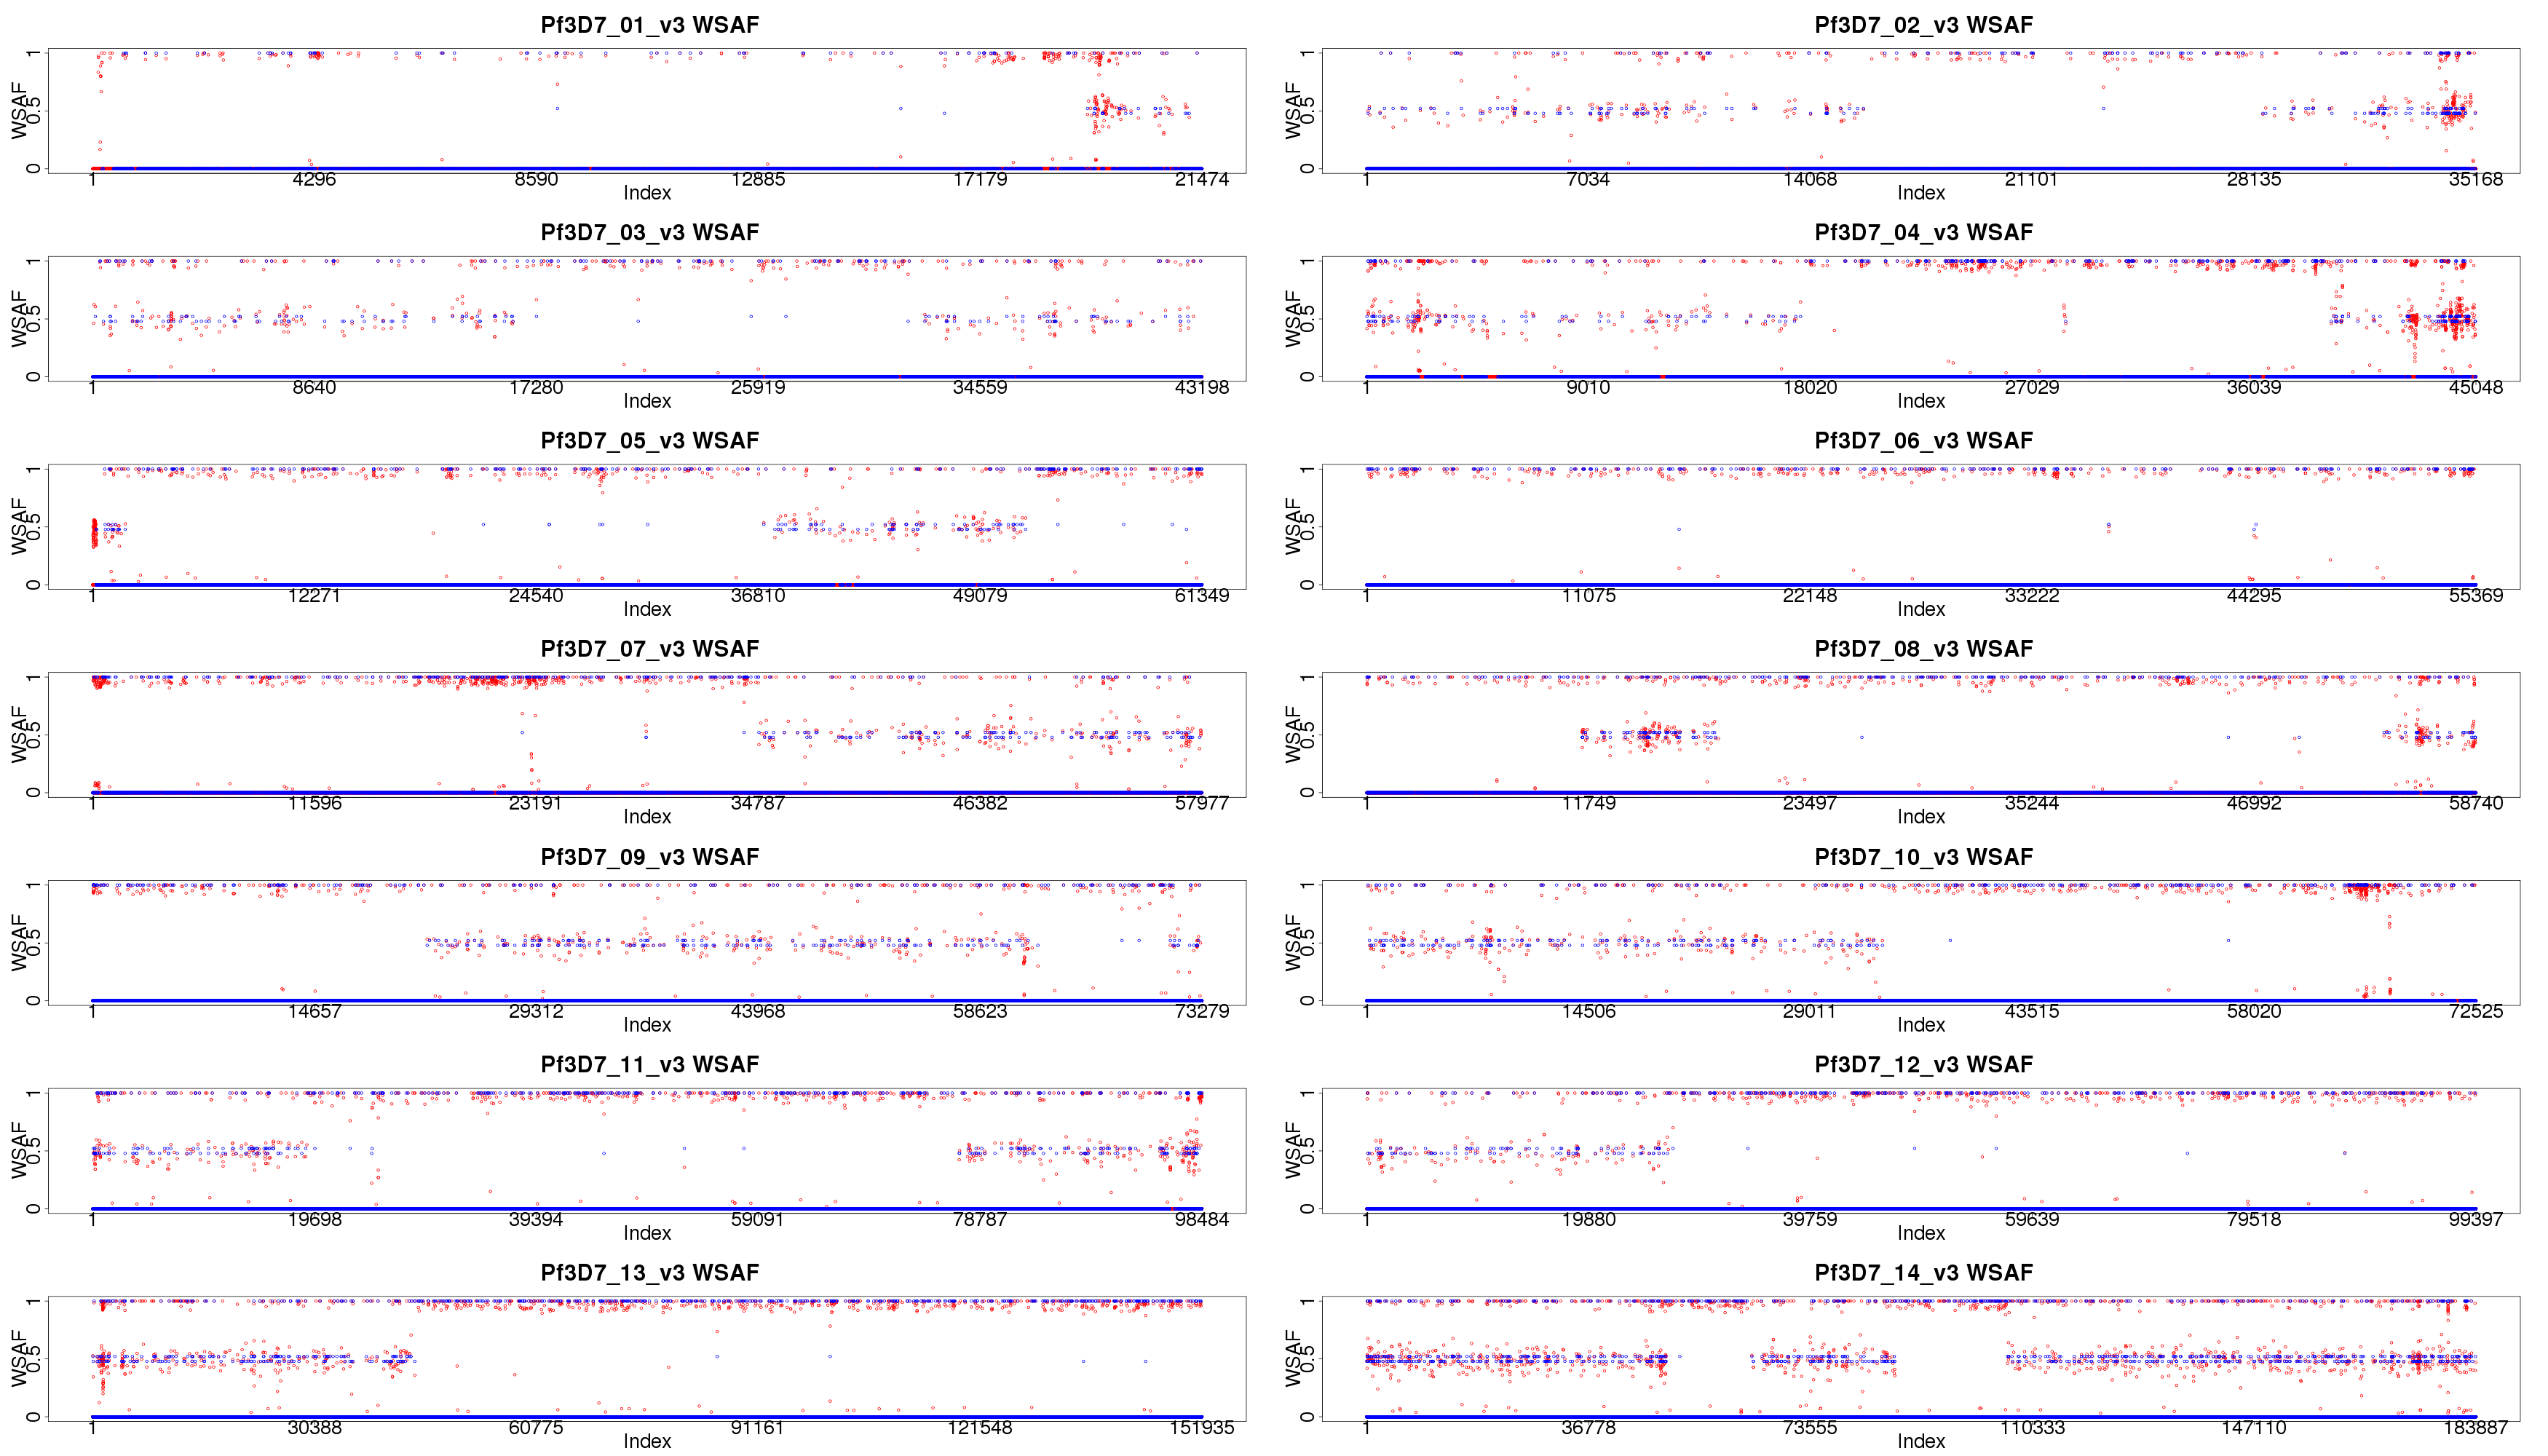 Pf3D7_01_v3 WSAF
WSAF
0 0.5 1
1 4296 8590 12885 17179 21474
Index
Pf3D7_02_v3 WSAF
WSAF
0 0.5 1
1 7034 14068 21101 28135 35168
Index
Pf3D7_03_v3 WSAF
WSAF
0 0.5 1
1 8640 17280 25919 34559 43198
Index
Pf3D7_04_v3 WSAF
WSAF
0 0.5 1
1 9010 18020 27029 36039 45048
Index
Pf3D7_05_v3 WSAF
WSAF
0 0.5 1
1 12271 24540 36810 49079 61349
Index
Pf3D7_06_v3 WSAF
WSAF
0 0.5 1
1 11075 22148 33222 44295 55369
Index
Pf3D7_07_v3 WSAF
WSAF
0 0.5 1
1 11596 23191 34787 46382 57977
Index
Pf3D7_08_v3 WSAF
WSAF
0 0.5 1
1 11749 23497 35244 46992 58740
Index
Pf3D7_09_v3 WSAF
WSAF
0 0.5 1
1 14657 29312 43968 58623 73279
Index
Pf3D7_10_v3 WSAF
WSAF
0 0.5 1
1 14506 29011 43515 58020 72525
Index
Pf3D7_11_v3 WSAF
WSAF
0 0.5 1
1 19698 39394 59091 78787 98484
Index
Pf3D7_12_v3 WSAF
WSAF
0 0.5 1
1 19880 39759 59639 79518 99397
Index
Pf3D7_13_v3 WSAF
WSAF
0 0.5 1
1 30388 60775 91161 121548 151935
Index
Pf3D7_14_v3 WSAF
WSAF
0 0.5 1
1 36778 73555 110333 147110 183887
Index